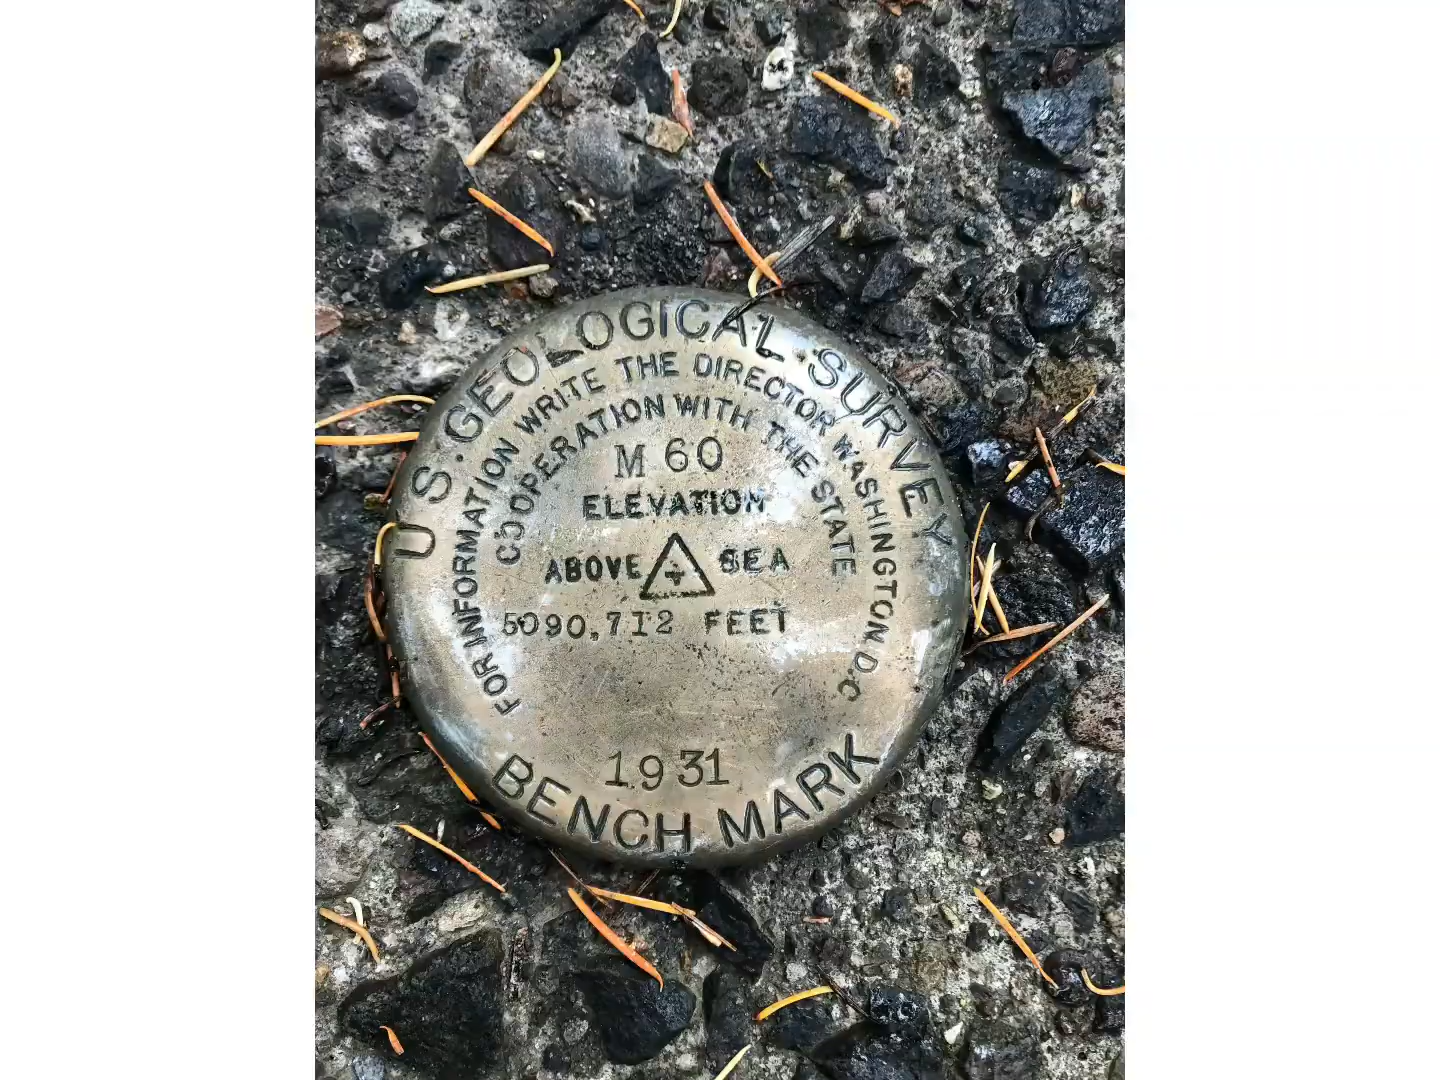 U.S. GEOLOGICAL SURVEY
FOR INFORMATION WRITE THE DIRECTOR WASHINGTON D.C
COOPERATION WITH THE STATE
M 60
ELEVATION
ABOVE SEA
5090.712 FEET
1931
BENCH MARK